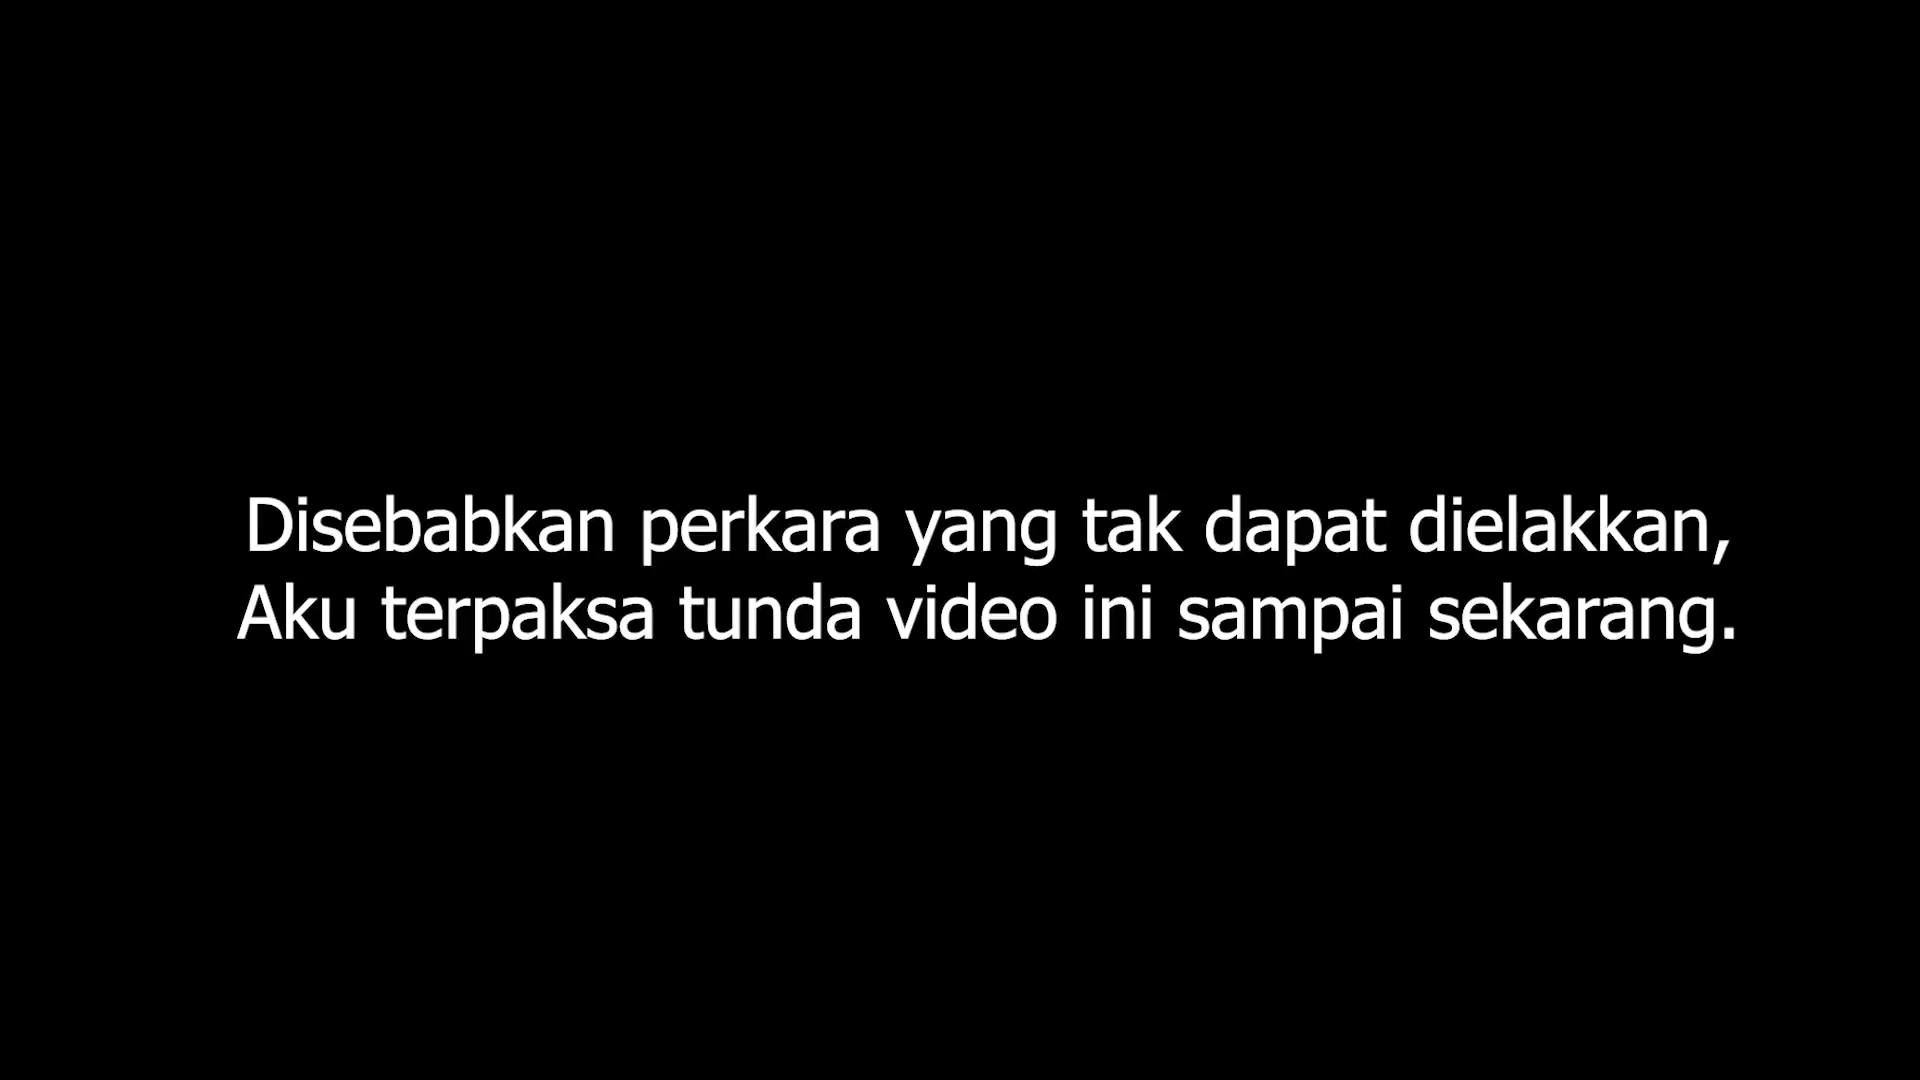 Disebabkan perkara yang tak dapat dielakkan,
Aku terpaksa tunda video ini sampai sekarang.